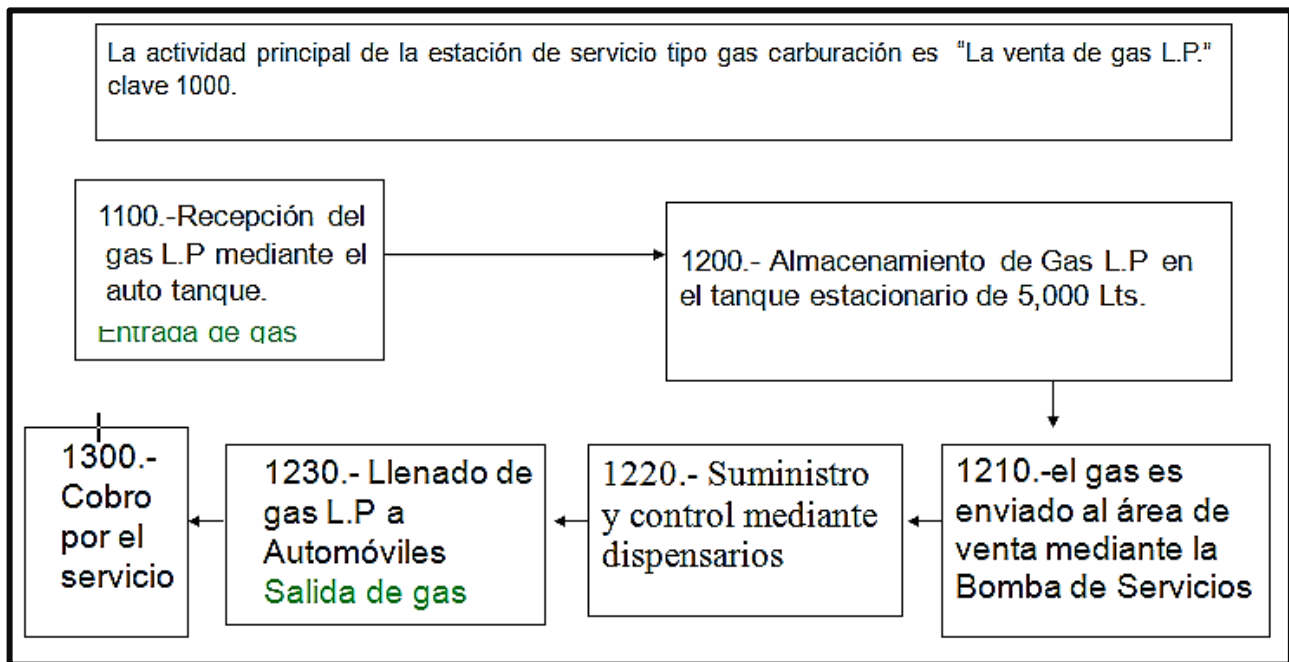 La actividad principal de la estación de servicio tipo gas carburación es "La venta de gas L.P."
clave 1000.
1100.-Recepción del
gas L.P mediante el
auto tanque.
Entrada de gas
1200.- Almacenamiento de Gas L.P en
el tanque estacionario de 5,000 Lts.
1210.-el gas es
enviado al área de
venta mediante la
Bomba de Servicios
1220.- Suministro
y control mediante
dispensarios
1230.- Llenado de
gas L.P a
Automóviles
Salida de gas
1300.-
Cobro
por el
servicio